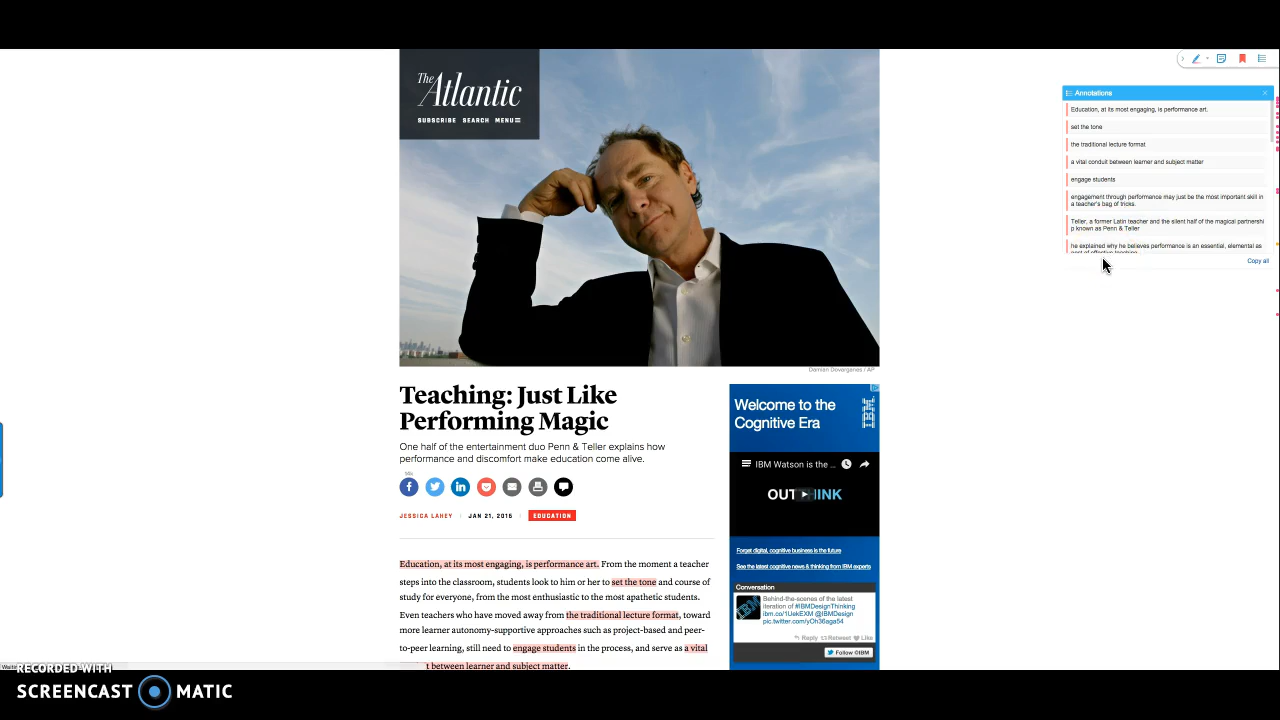 The
Atlantic
SUBSCRIBE SEARCH MENU
Annotations
Education, at its most engaging, is performance art.
set the tone
the traditional lecture format
a vital conduit between learner and subject matter
engage students
engagement through performance may just be the most important skill in
a teacher's bag of tricks.
Teller, a former Latin teacher and the silent half of the magical partnershi
p known as Penn & Teller
he explained why he believes performance is an essential, elemental as
pect of effective teaching.
Copy all
Damian Dovarganes / AP
Teaching: Just Like
Performing Magic
One half of the entertainment duo Penn & Teller explains how
performance and discomfort make education come alive.
JESSICA LAHEY
JAN 21, 2016
EDUCATION
Education, at its most engaging, is performance art. From the moment a teacher
steps into the classroom, students look to him or her to set the tone and course of
study for everyone, from the most enthusiastic to the most apathetic students.
Even teachers who have moved away from the traditional lecture format, toward
more learner autonomy-supportive approaches such as project-based and peer-
to-peer learning, still need to engage students in the process, and serve as a vital
t between learner and subject matter.
Welcome to the
Cognitive Era
IBM
IBM Watson is the ...
OUTTHINK
Forget digital, cognitive business is the future
See the latest cognitive news & thinking from IBM experts
Conversation
Behind-the-scenes of the latest
iteration of #IBMDesignThinking
ibm.co/1UekEXM @IBMDesign
pic.twitter.com/yOh36aga54
Reply Retweet Like
Follow @IBM
RECORDED WITH
SCREENCAST MATIC